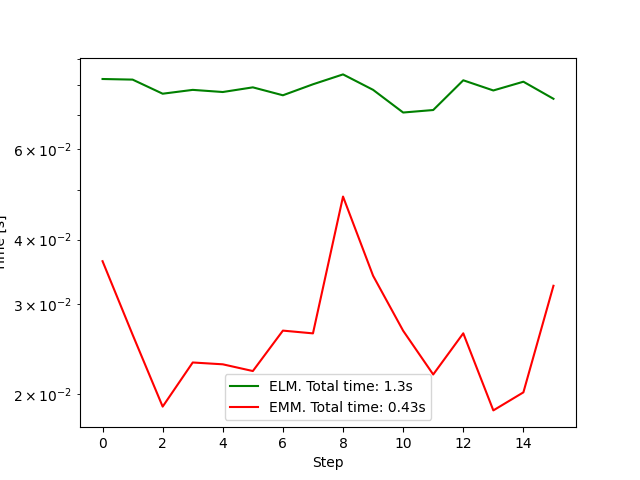 6 × 10⁻²
4 × 10⁻²
3 × 10⁻²
2 × 10⁻²
Time [s]
0 2 4 6 8 10 12 14
Step
ELM. Total time: 1.3s
EMM. Total time: 0.43s